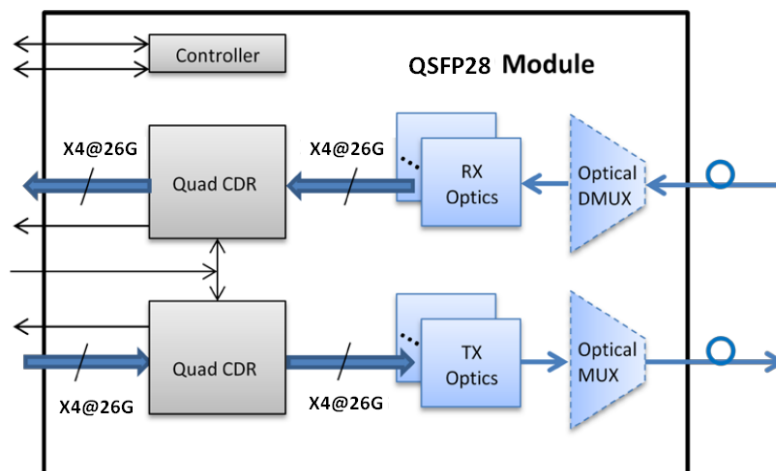 Controller
QSFP28 Module
X4@26G
X4@26G
Quad CDR
RX
Optics
Optical
DMUX
Quad CDR
TX
Optics
Optical
MUX
X4@26G
X4@26G